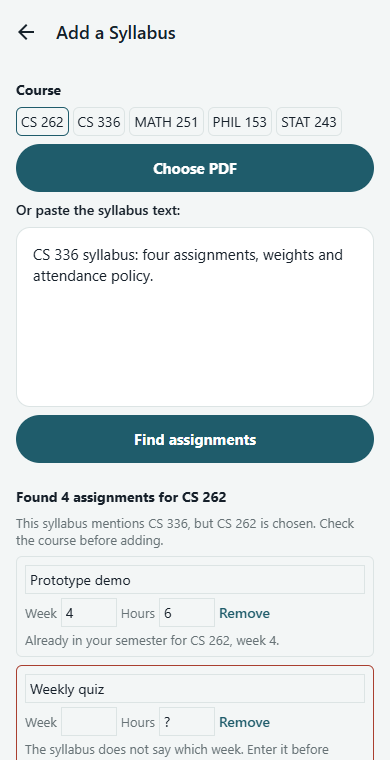 Add a Syllabus
Course
CS 262 CS 336 MATH 251 PHIL 153 STAT 243
Choose PDF
Or paste the syllabus text:
CS 336 syllabus: four assignments, weights and
attendance policy.
Find assignments
Found 4 assignments for CS 262
This syllabus mentions CS 336, but CS 262 is chosen. Check
the course before adding.
Prototype demo
Week 4 Hours 6 Remove
Already in your semester for CS 262, week 4.
Weekly quiz
Week Hours ? Remove
The syllabus does not say which week. Enter it before